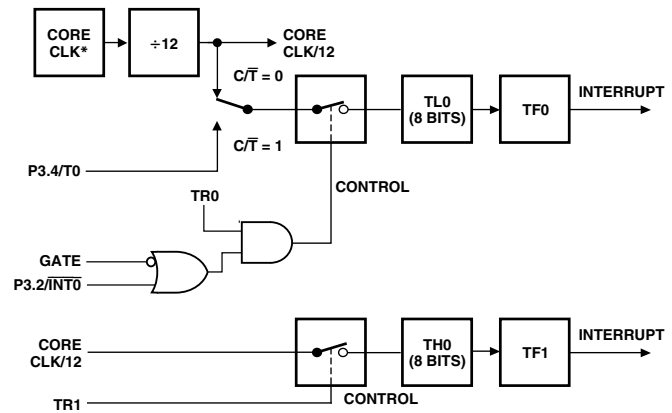 CORE
CLK*
÷12
CORE
CLK/12
C/T̅ = 0
TL0
(8 BITS)
TF0
INTERRUPT
C/T̅ = 1
P3.4/T0
TR0
CONTROL
GATE
P3.2/I̅N̅T̅0̅
CORE
CLK/12
TH0
(8 BITS)
TF1
INTERRUPT
TR1
CONTROL